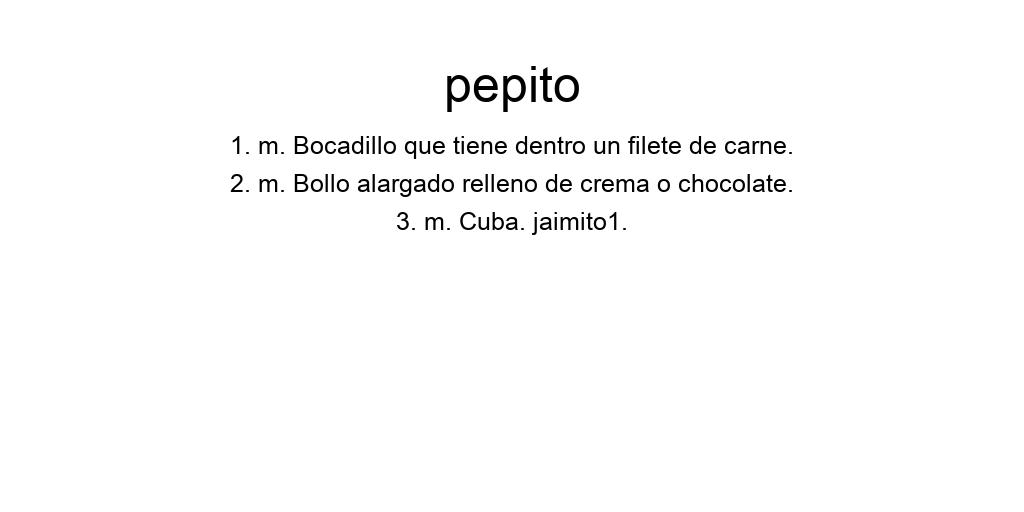 pepito
1. m. Bocadillo que tiene dentro un filete de carne.
2. m. Bollo alargado relleno de crema o chocolate.
3. m. Cuba. jaimito1.